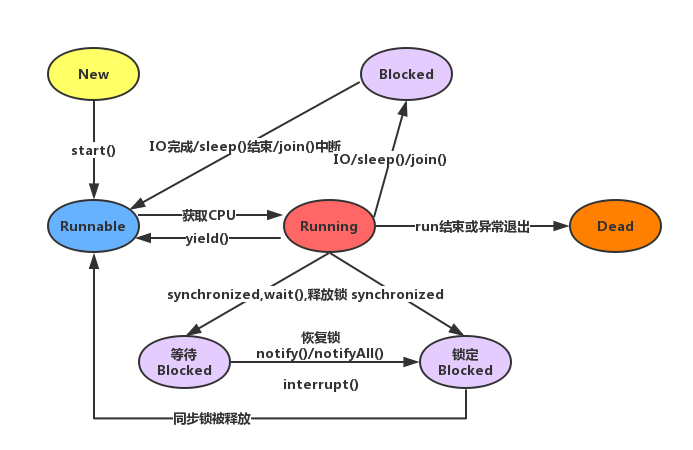 New
Blocked
start()
IO完成/sleep()结束/join()中断
IO/sleep()/join()
Runnable
获取CPU
yield()
Running
run结束或异常退出
Dead
synchronized,wait(),释放锁
synchronized
等待
Blocked
恢复锁
notify()/notifyAll()
interrupt()
锁定
Blocked
同步锁被释放